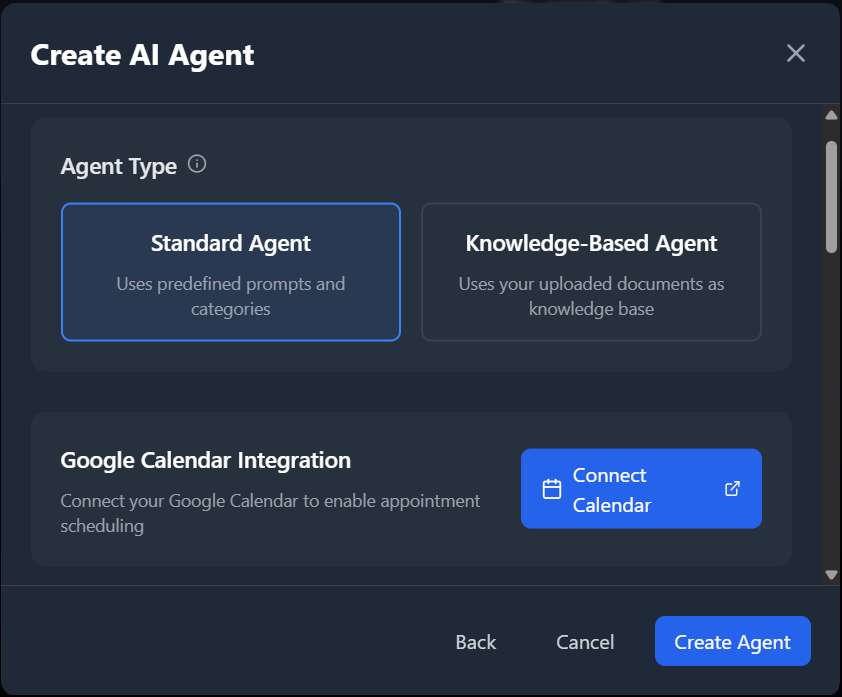 Create AI Agent
Agent Type
Standard Agent
Uses predefined prompts and
categories
Knowledge-Based Agent
Uses your uploaded documents as
knowledge base
Google Calendar Integration
Connect your Google Calendar to enable appointment
scheduling
Connect
Calendar
Back
Cancel
Create Agent